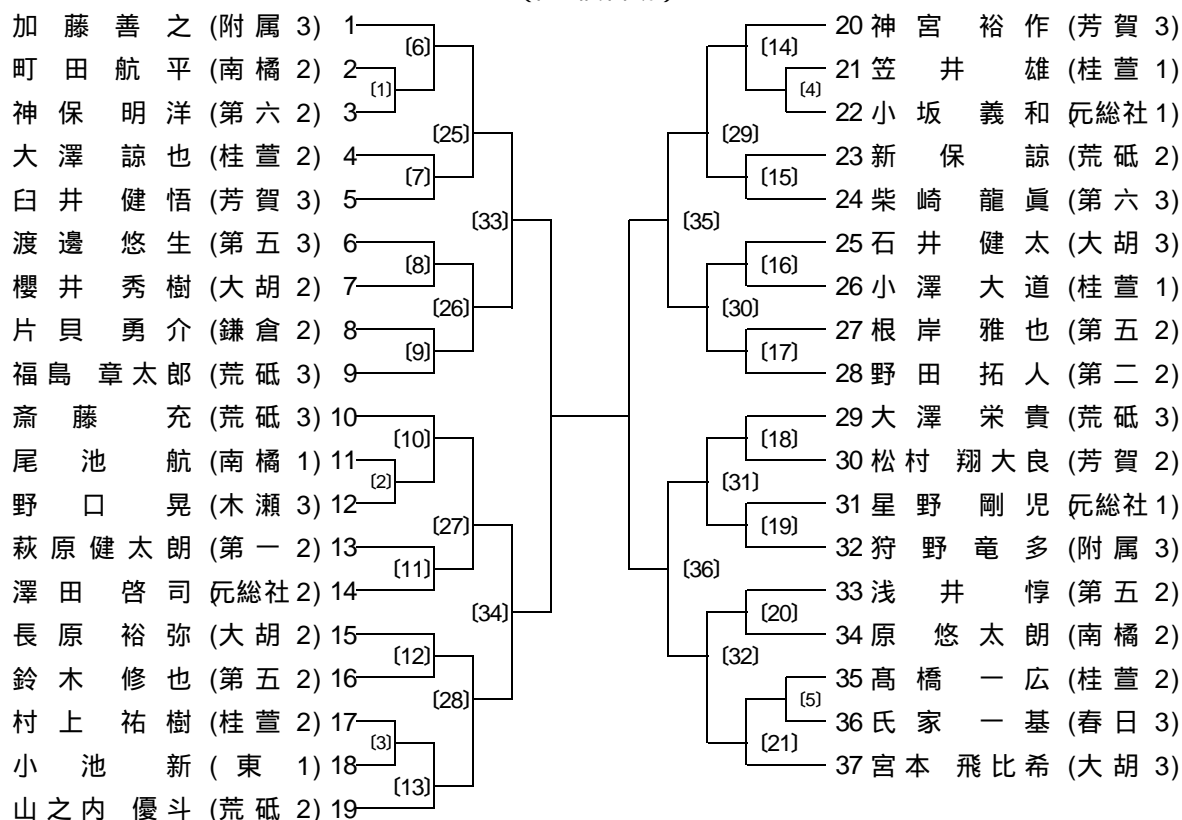 加藤善之 (附属 3) 1
町田航平 (南橘 2) 2
神保明洋 (第六 2) 3
大澤諒也 (桂萱 2) 4
臼井健悟 (芳賀 3) 5
渡邊悠生 (第五 3) 6
櫻井秀樹 (大胡 2) 7
片貝勇介 (鎌倉 2) 8
福島 章太郎 (荒砥 3) 9
斎藤充 (荒砥 3) 10
尾池航 (南橘 1) 11
野口晃 (木瀬 3) 12
萩原健太朗 (第一 2) 13
澤田啓司 元総社 2) 14
長原裕弥 (大胡 2) 15
鈴木修也 (第五 2) 16
村上祐樹 (桂萱 2) 17
小池新 (東 1) 18
山之内 優斗 (荒砥 2) 19
〔6〕
〔1〕
〔25〕
〔7〕
〔33〕
〔8〕
〔26〕
〔9〕
〔10〕
〔2〕
〔27〕
〔11〕
〔34〕
〔12〕
〔28〕
〔3〕
〔13〕
〔14〕
〔4〕
〔29〕
〔15〕
〔35〕
〔16〕
〔30〕
〔17〕
〔18〕
〔31〕
〔19〕
〔36〕
〔20〕
〔32〕
〔5〕
〔21〕
20 神宮裕作 (芳賀 3)
21 笠井雄 (桂萱 1)
22 小坂義和 元総社 1)
23 新保諒 (荒砥 2)
24 柴崎龍眞 (第六 3)
25 石井健太 (大胡 3)
26 小澤大道 (桂萱 1)
27 根岸雅也 (第五 2)
28 野田拓人 (第二 2)
29 大澤栄貴 (荒砥 3)
30 松村 翔大良 (芳賀 2)
31 星野剛児 元総社 1)
32 狩野竜多 (附属 3)
33 浅井惇 (第五 2)
34 原悠太朗 (南橘 2)
35 髙橋一広 (桂萱 2)
36 氏家一基 (春日 3)
37 宮本 飛比希 (大胡 3)